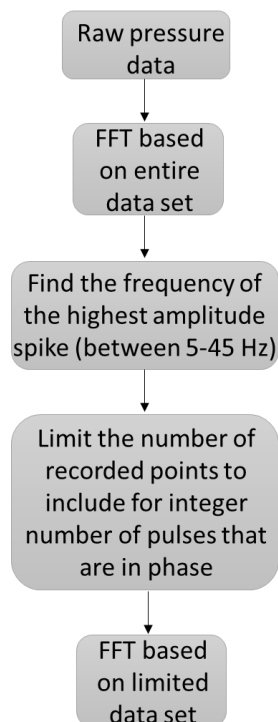 Raw pressure
data
FFT based
on entire
data set
Find the frequency of
the highest amplitude
spike (between 5-45 Hz)
Limit the number of
recorded points to
include for integer
number of pulses that
are in phase
FFT based
on limited
data set